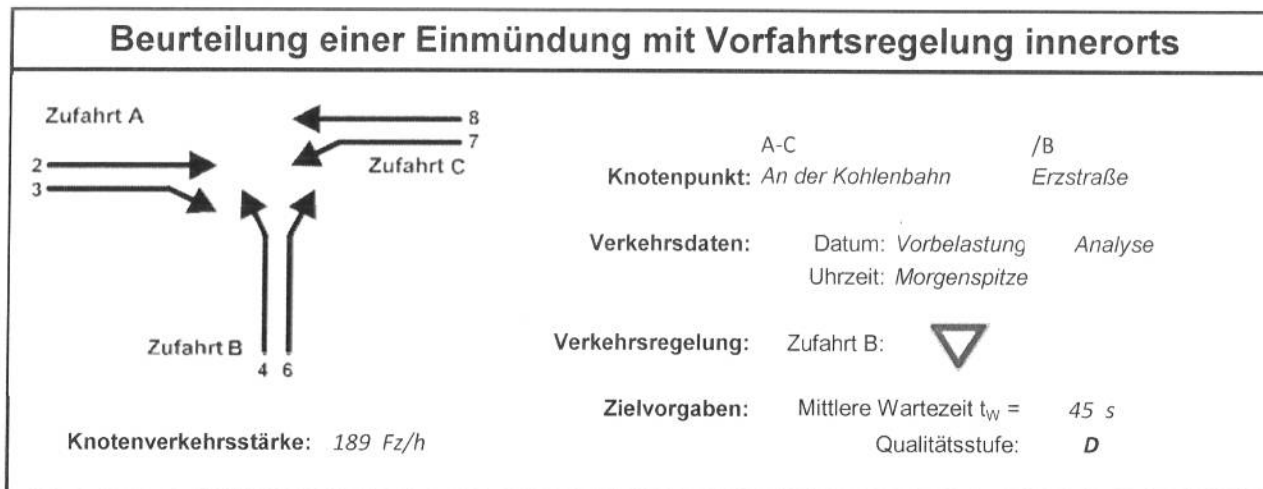 Beurteilung einer Einmündung mit Vorfahrtsregelung innerorts
Zufahrt A
8
7
Zufahrt C
2
3
Zufahrt B
4 6
Knotenverkehrsstärke: 189 Fz/h
A-C /B
Knotenpunkt: An der Kohlenbahn Erzstraße
Verkehrsdaten: Datum: Vorbelastung Analyse
Uhrzeit: Morgenspitze
Verkehrsregelung: Zufahrt B:
Zielvorgaben: Mittlere Wartezeit tW = 45 s
Qualitätsstufe: D